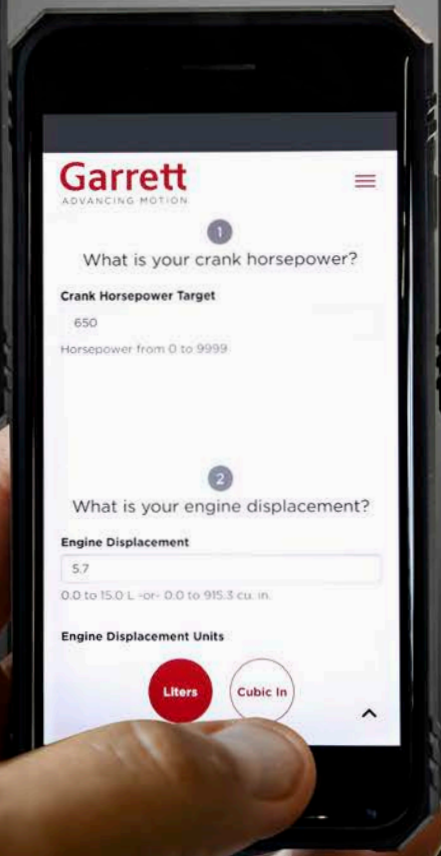 Garrett
ADVANCING MOTION
1
What is your crank horsepower?
Crank Horsepower Target
650
Horsepower from 0 to 9999
2
What is your engine displacement?
Engine Displacement
5.7
0.0 to 15.0 L -or- 0.0 to 915.3 cu. in.
Engine Displacement Units
Liters
Cubic In